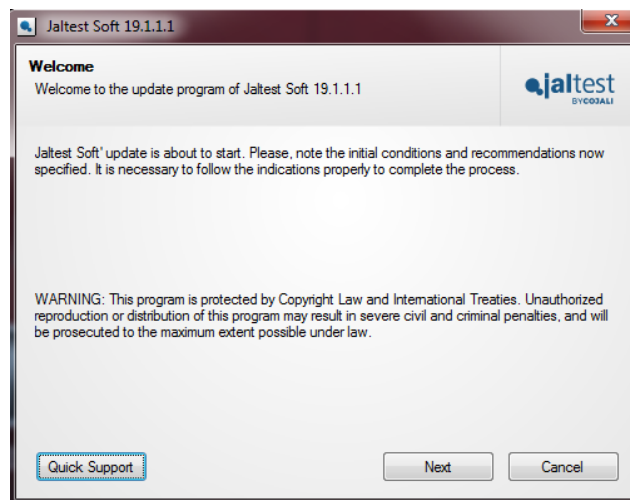 Jaltest Soft 19.1.1.1
Welcome
Welcome to the update program of Jaltest Soft 19.1.1.1
jaltest
BY COJALI
Jaltest Soft' update is about to start. Please, note the initial conditions and recommendations now
specified. It is necessary to follow the indications properly to complete the process.
WARNING: This program is protected by Copyright Law and International Treaties. Unauthorized
reproduction or distribution of this program may result in severe civil and criminal penalties, and will
be prosecuted to the maximum extent possible under law.
Quick Support
Next
Cancel